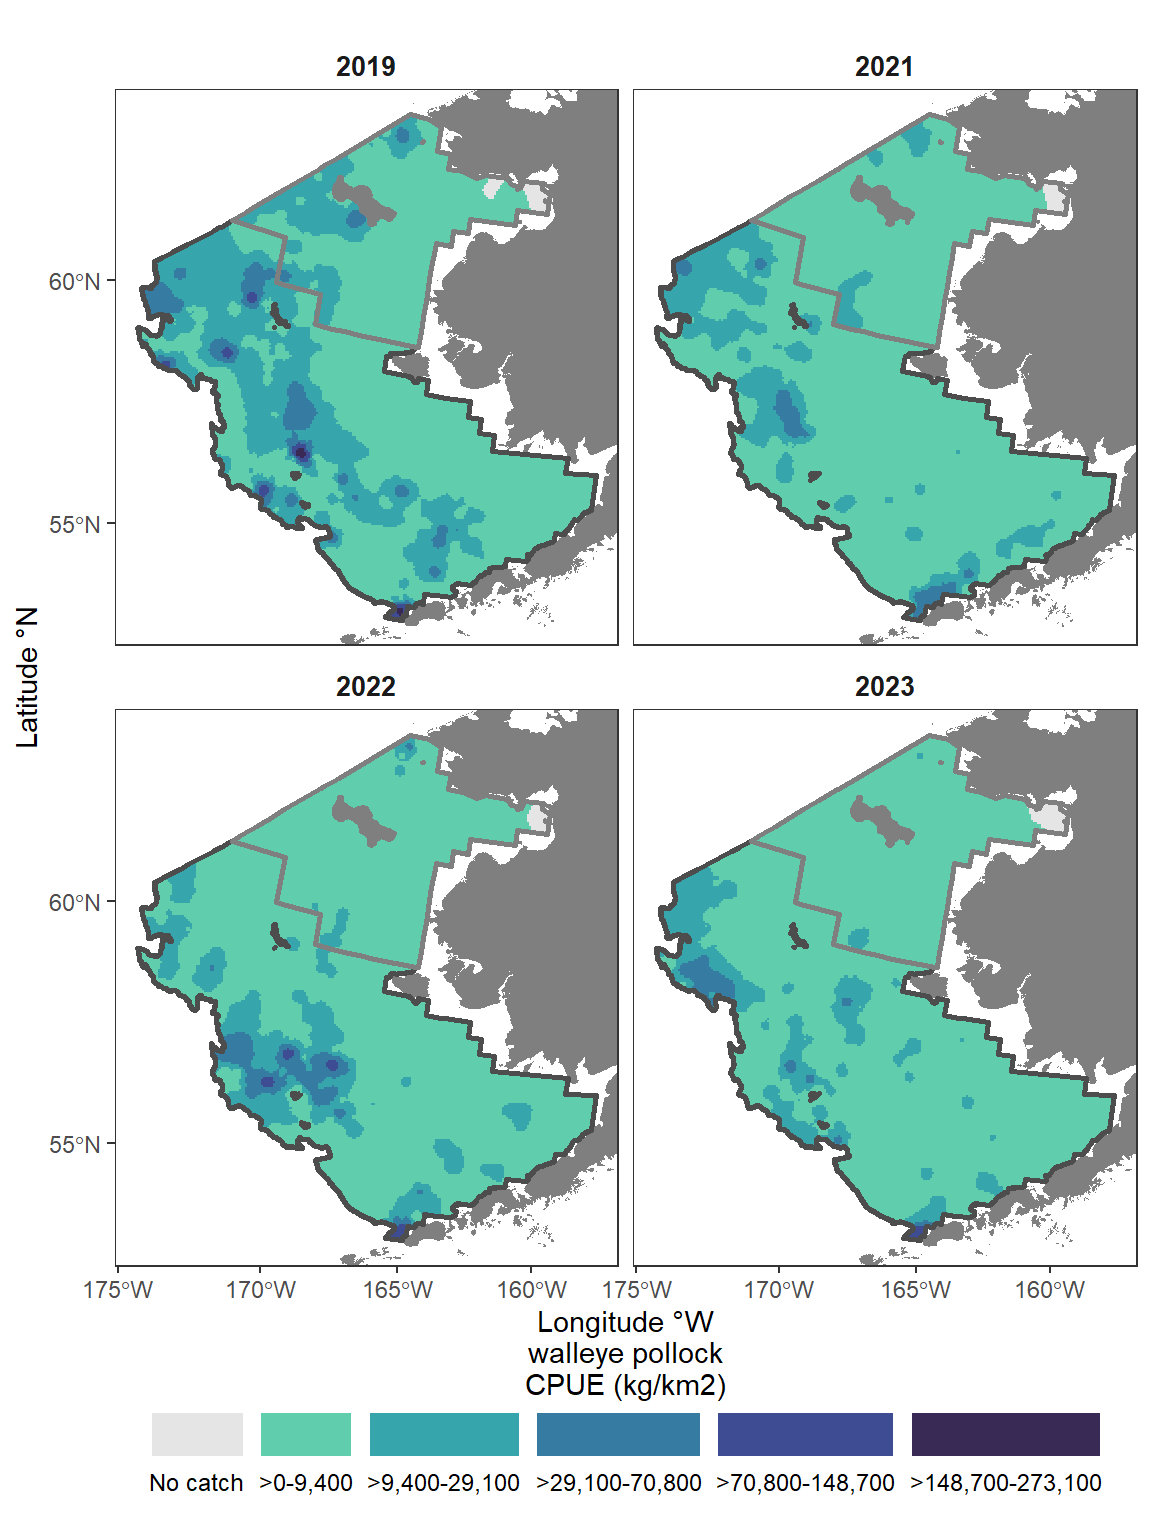 2019
2021
60°N
55°N
Latitude °N
2022
2023
60°N
55°N
175°W
170°W
165°W
160°W
175°W
170°W
165°W
160°W
Longitude °W
walleye pollock
CPUE (kg/km2)
No catch
>0-9,400
>9,400-29,100
>29,100-70,800
>70,800-148,700
>148,700-273,100